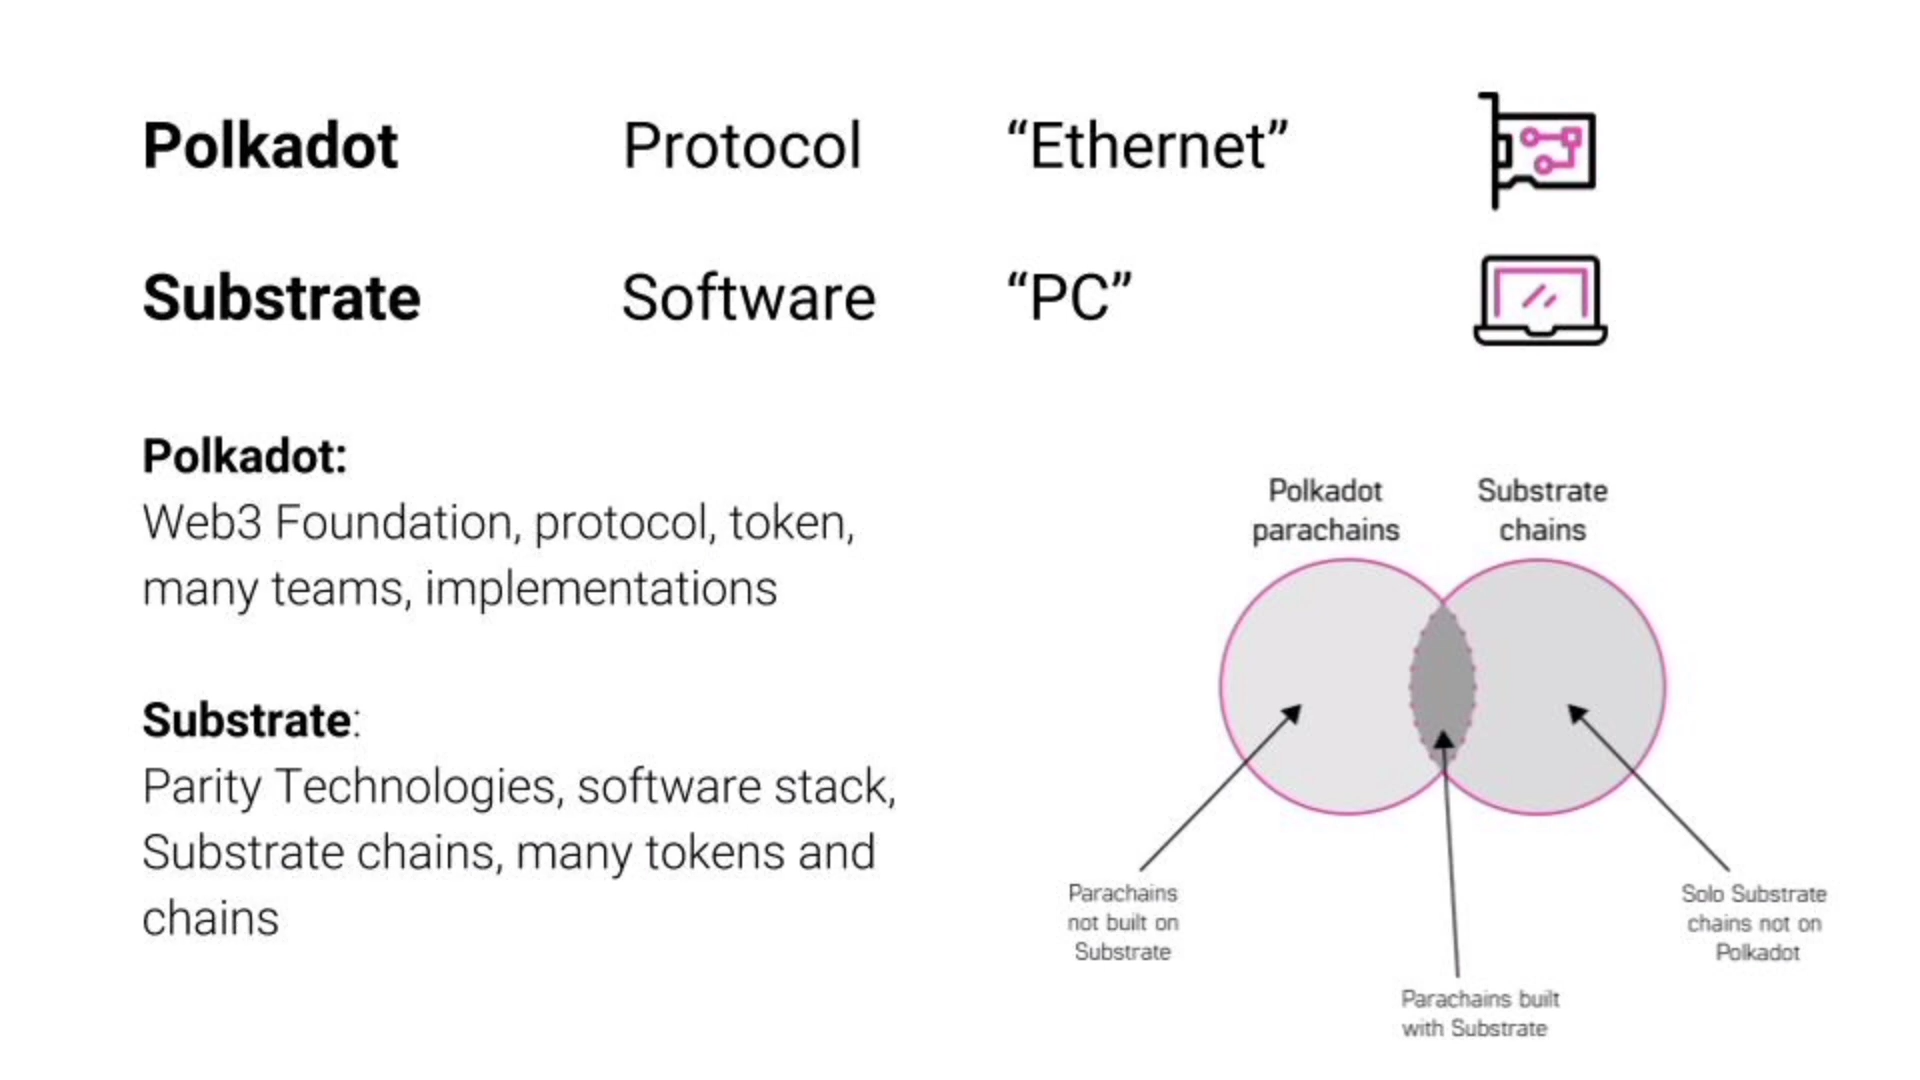 Polkadot Protocol “Ethernet”
Substrate Software “PC”
Polkadot:
Web3 Foundation, protocol, token,
many teams, implementations
Substrate:
Parity Technologies, software stack,
Substrate chains, many tokens and
chains
Polkadot
parachains
Substrate
chains
Parachains
not built on
Substrate
Parachains built
with Substrate
Solo Substrate
chains not on
Polkadot